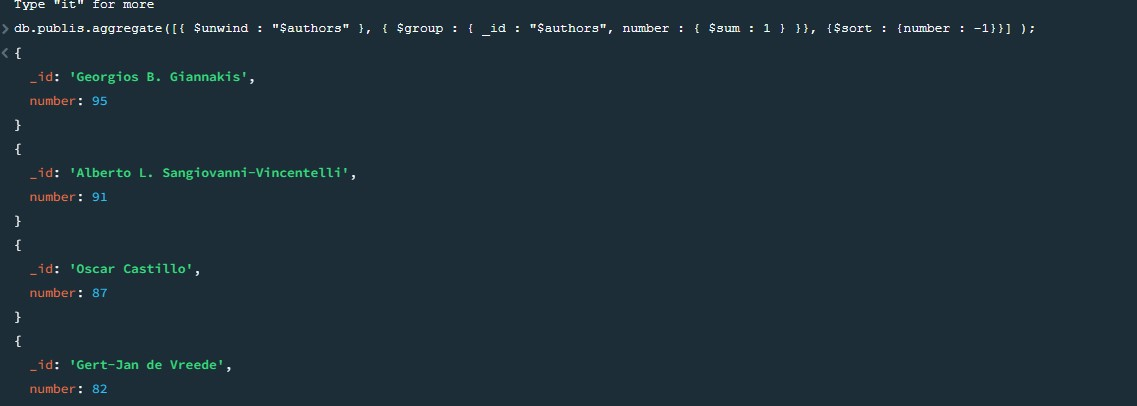 Type "it" for more
> db.publis.aggregate([{ $unwind : "$authors" }, { $group : { _id : "$authors", number : { $sum : 1 } }}, {$sort : {number : -1}}] );
< {
_id: 'Georgios B. Giannakis',
number: 95
}
{
_id: 'Alberto L. Sangiovanni-Vincentelli',
number: 91
}
{
_id: 'Oscar Castillo',
number: 87
}
{
_id: 'Gert-Jan de Vreede',
number: 82